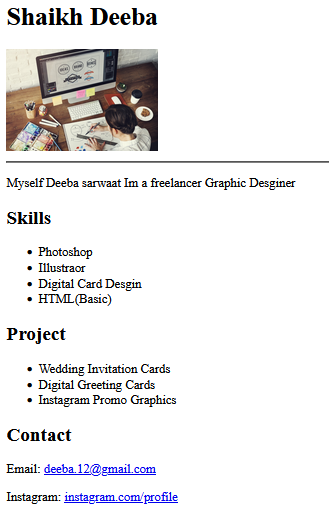 Shaikh Deeba
Myself Deeba sarwaat Im a freelancer Graphic Desginer
Skills
• Photoshop
• Illustraor
• Digital Card Desgin
• HTML(Basic)
Project
• Wedding Invitation Cards
• Digital Greeting Cards
• Instagram Promo Graphics
Contact
Email: deeba.12@gmail.com
Instagram: instagram.com/profile